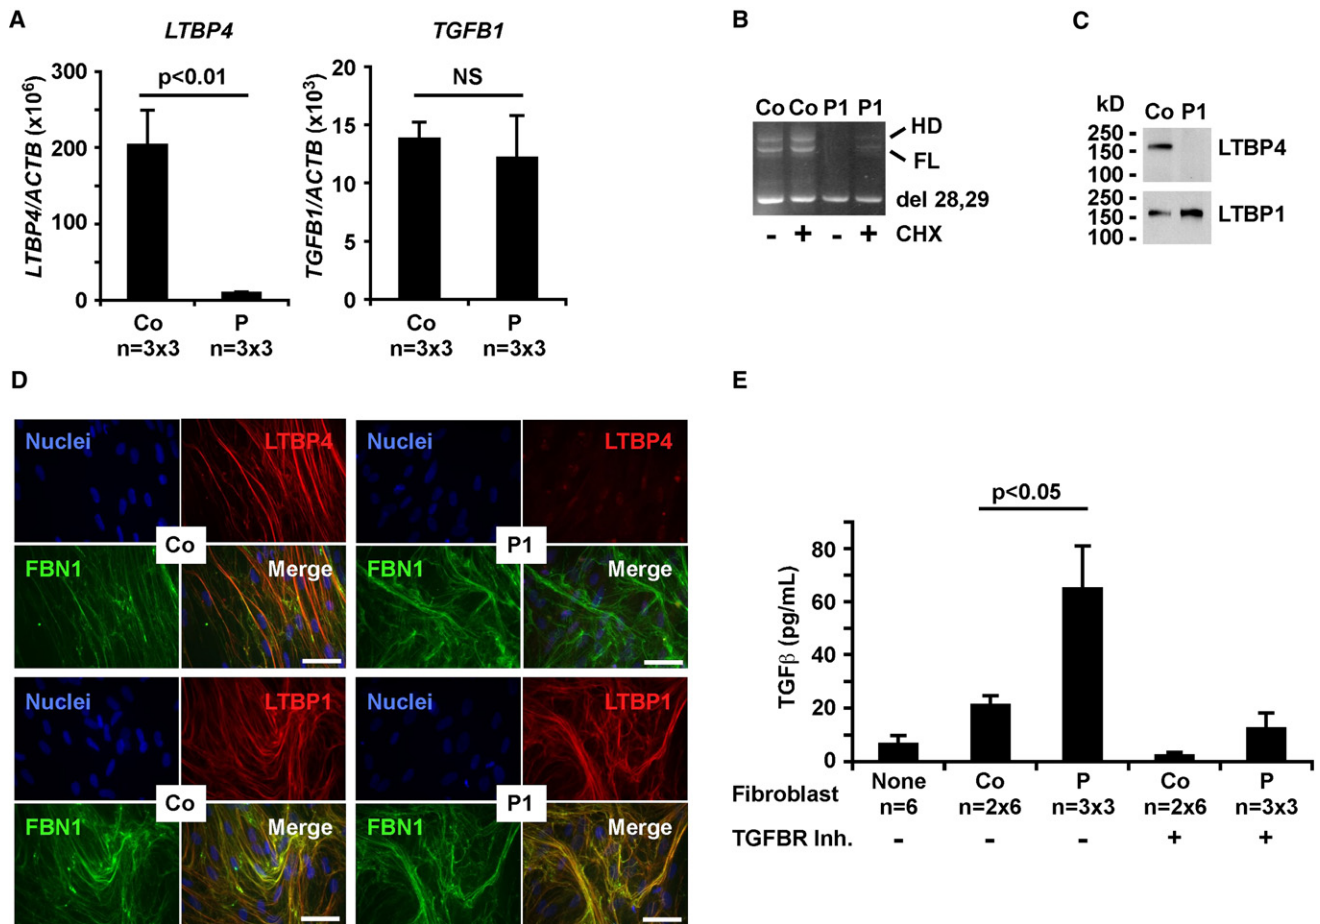 A
LTBP4
LTBP4/ACTB (x10⁶)
300
200
100
0
p<0.01
Co
n=3x3
P
n=3x3
TGFB1
TGFB1/ACTB (x10³)
20
15
10
5
0
NS
Co
n=3x3
P
n=3x3
B
Co Co P1 P1
HD
FL
del 28,29
- + - + CHX
C
kD Co P1
250 -
150 -
100 -
LTBP4
250 -
150 -
100 -
LTBP1
D
Nuclei LTBP4
Co
FBN1 Merge
Nuclei LTBP4
P1
FBN1 Merge
Nuclei LTBP1
Co
FBN1 Merge
Nuclei LTBP1
P1
FBN1 Merge
E
p<0.05
TGFβ (pg/mL)
80
60
40
20
0
Fibroblast None Co P Co P
n=6 n=2x6 n=3x3 n=2x6 n=3x3
TGFBR Inh. - - - + +